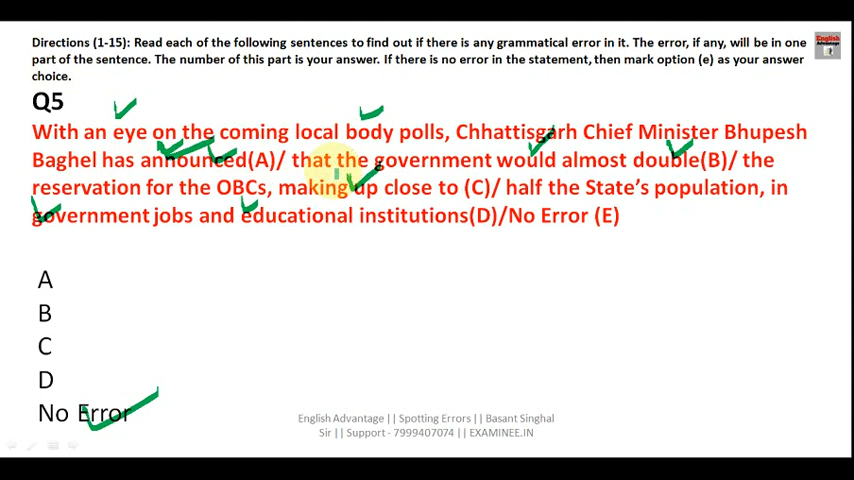 Directions (1-15): Read each of the following sentences to find out if there is any grammatical error in it. The error, if any, will be in one
part of the sentence. The number of this part is your answer. If there is no error in the statement, then mark option (e) as your answer
choice.
English
Advantage
Q5
With an eye on the coming local body polls, Chhattisgarh Chief Minister Bhupesh
Baghel has announced(A)/ that the government would almost double(B)/ the
reservation for the OBCs, making up close to (C)/ half the State's population, in
government jobs and educational institutions(D)/No Error (E)
A
B
C
D
No Error
English Advantage || Spotting Errors || Basant Singhal
Sir || Support - 7999407074 || EXAMINEE.IN